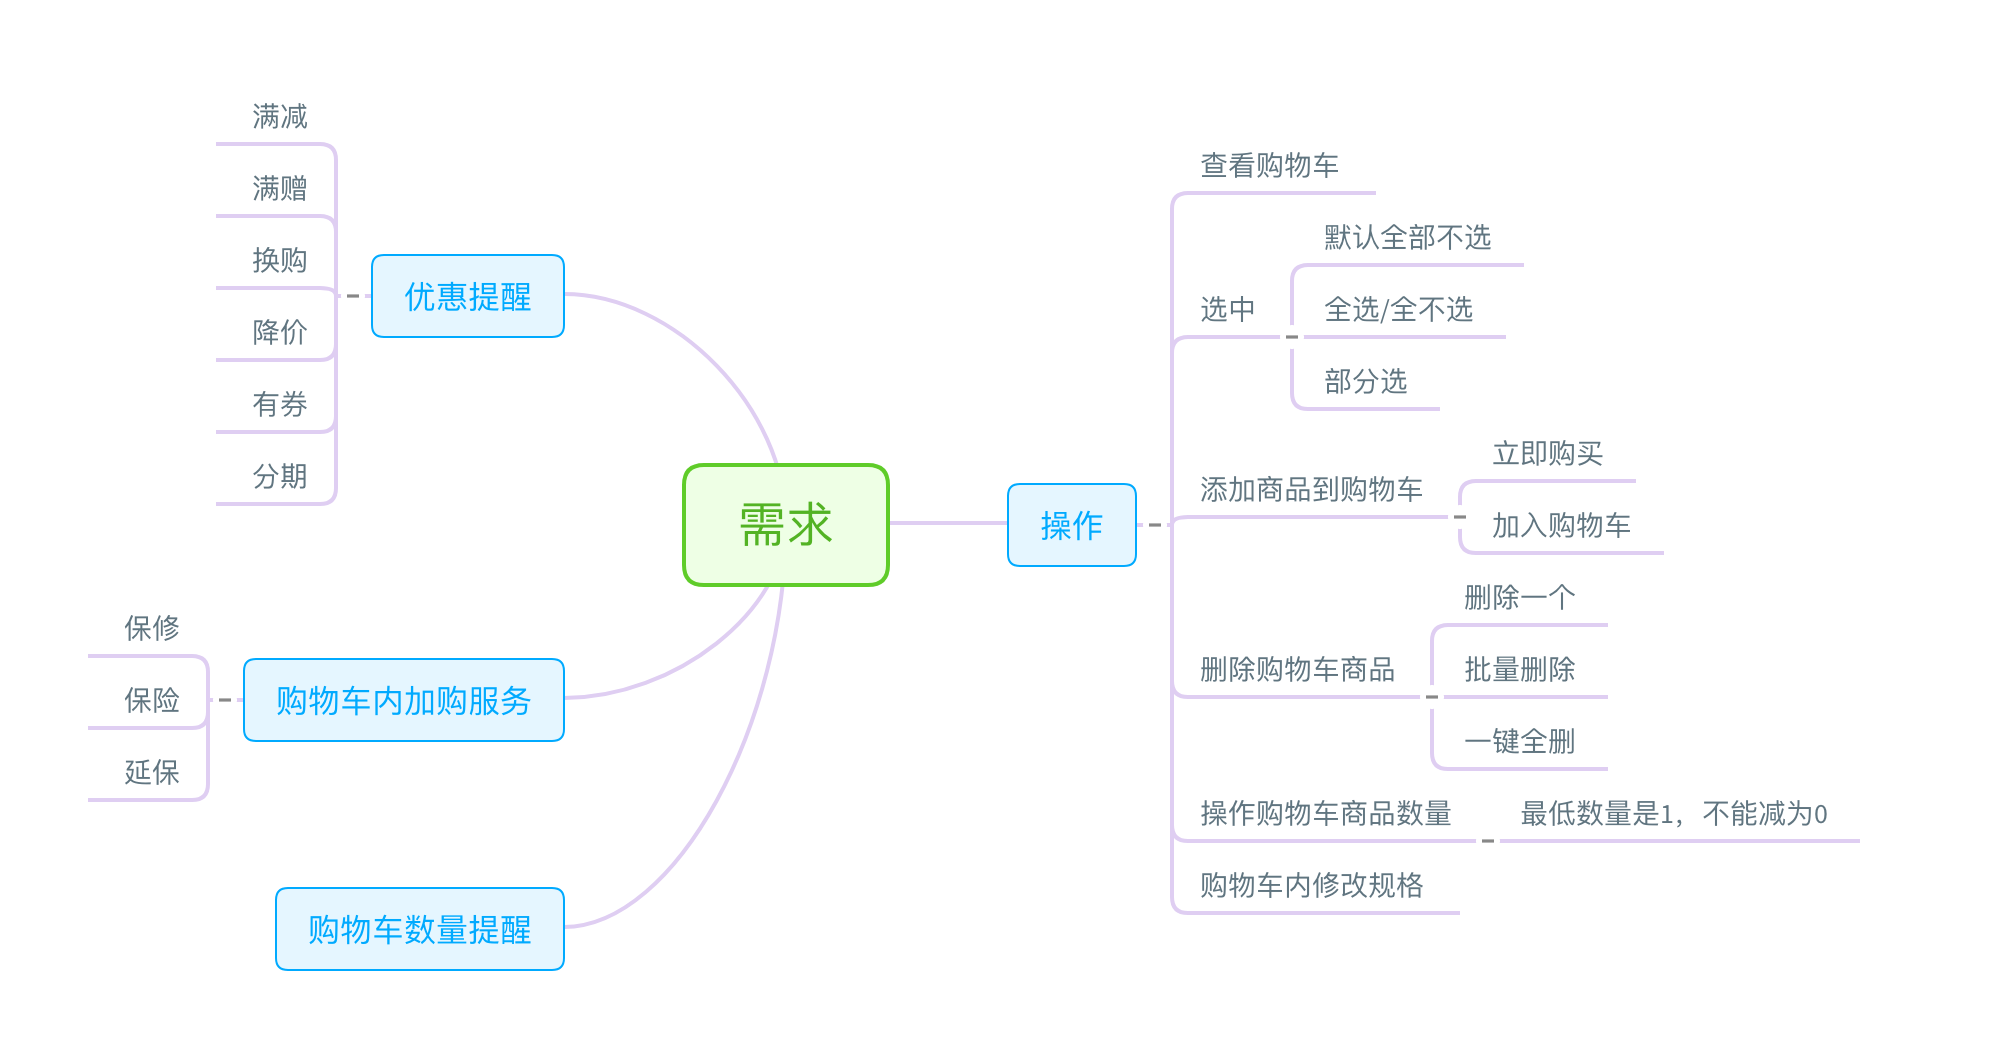 需求
操作
查看购物车
选中
默认全部不选
全选/全不选
部分选
添加商品到购物车
立即购买
加入购物车
删除购物车商品
删除一个
批量删除
一键全删
操作购物车商品数量
最低数量是1，不能减为0
购物车内修改规格
优惠提醒
满减
满赠
换购
降价
有券
分期
购物车内加购服务
保修
保险
延保
购物车数量提醒